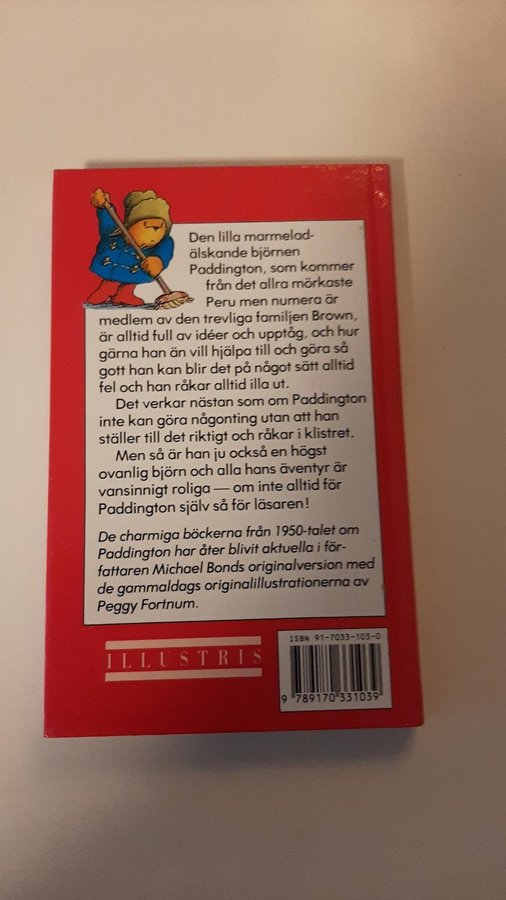 Den lilla marmelad-
älskande björnen
Paddington, som kommer
från det allra mörkaste
Peru men numera är
medlem av den trevliga familjen Brown,
är alltid full av idéer och upptåg, och hur
gärna han än vill hjälpa till och göra så
gott han kan blir det på något sätt alltid
fel och han råkar alltid illa ut.
Det verkar nästan som om Paddington
inte kan göra någonting utan att han
ställer till det riktigt och råkar i klistret.
Men så är han ju också en högst
ovanlig björn och alla hans äventyr är
vansinnigt roliga — om inte alltid för
Paddington själv så för läsaren!
De charmiga böckerna från 1950-talet om
Paddington har åter blivit aktuella i för-
fattaren Michael Bonds originalversion med
de gammaldags originalillustrationerna av
Peggy Fortnum.
ILLUSTRIS
ISBN 91-7033-103-0
9 789170 331039